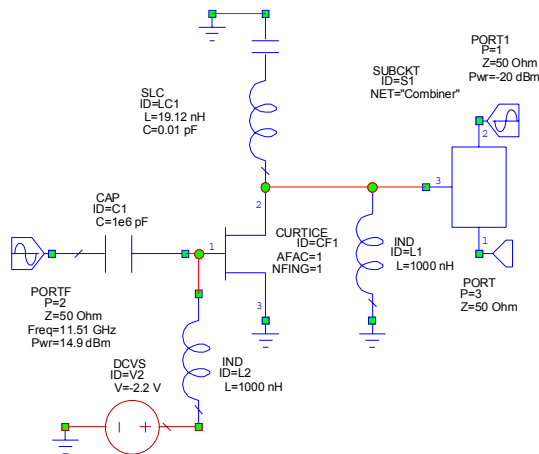 PORT1
P=1
Z=50 Ohm
Pwr=-20 dBm
SUBCKT
ID=S1
NET="Combiner"
SLC
ID=LC1
L=19.12 nH
C=0.01 pF
2
3
CAP
ID=C1
C=1e6 pF
2
1
CURTICE
ID=CF1
AFAC=1
NFING=1
1
IND
ID=L1
L=1000 nH
PORT
P=3
Z=50 Ohm
PORTF
P=2
Z=50 Ohm
Freq=11.51 GHz
Pwr=14.9 dBm
3
DCVS
ID=V2
V=-2.2 V
IND
ID=L2
L=1000 nH